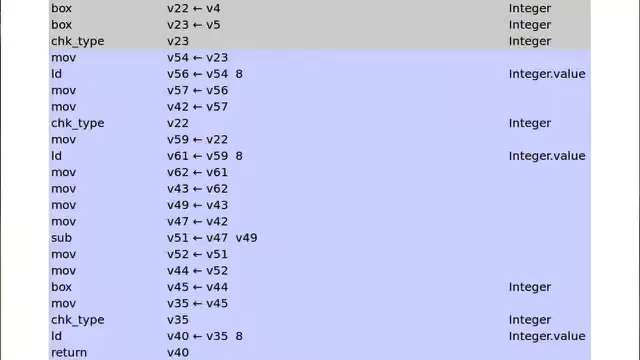 box v22 ← v4 Integer
box v23 ← v5 Integer
chk_type v23 Integer
mov v54 ← v23
ld v56 ← v54 8 Integer.value
mov v57 ← v56
mov v42 ← v57
chk_type v22 Integer
mov v59 ← v22
ld v61 ← v59 8 Integer.value
mov v62 ← v61
mov v43 ← v62
mov v49 ← v43
mov v47 ← v42
sub v51 ← v47 v49
mov v52 ← v51
mov v44 ← v52
box v45 ← v44 Integer
mov v35 ← v45
chk_type v35 Integer
ld v40 ← v35 8 Integer.value
return v40